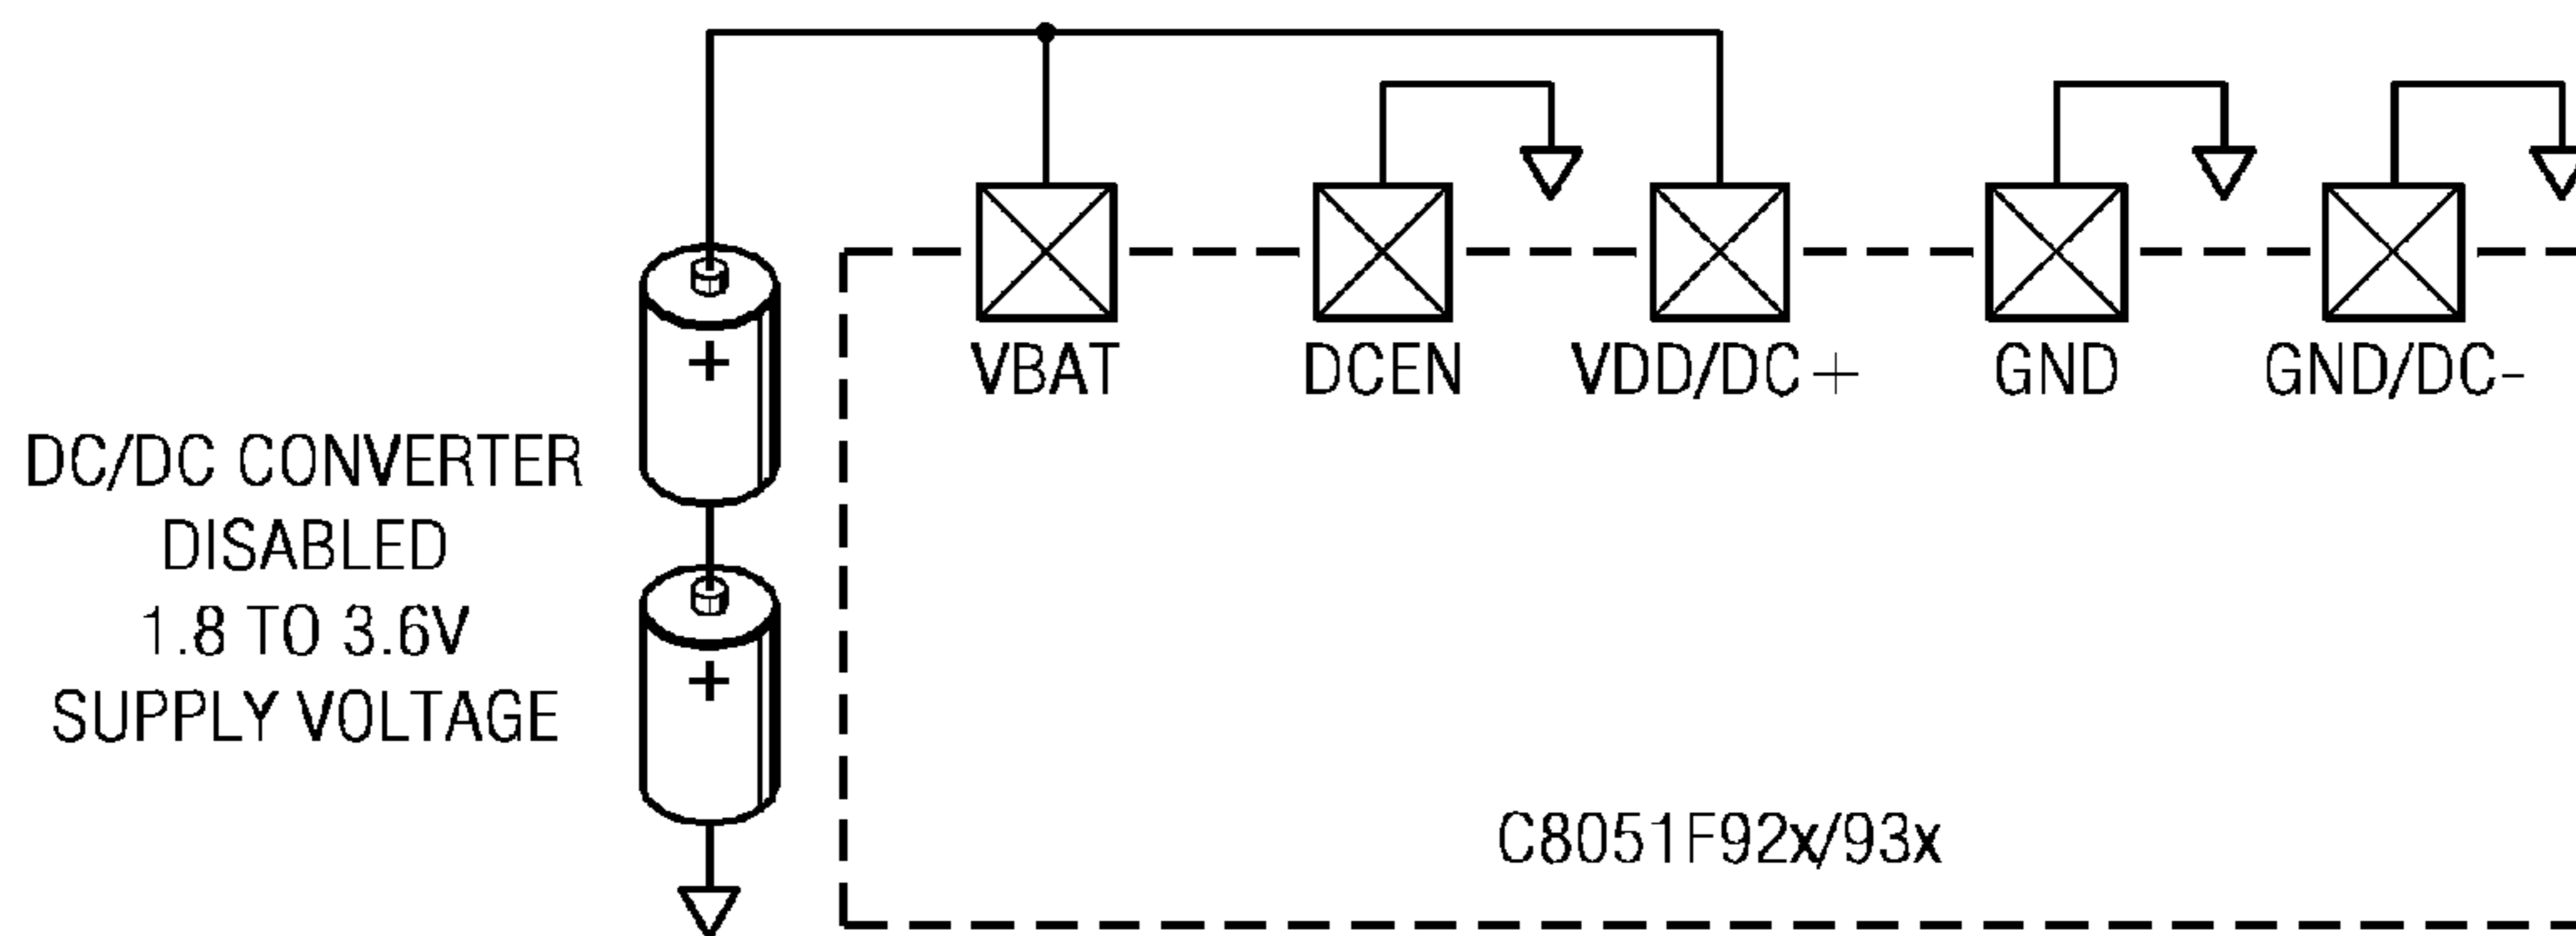 VBAT
DCEN
VDD/DC+
GND
GND/DC-
+
DC/DC CONVERTER
DISABLED
1.8 TO 3.6V
SUPPLY VOLTAGE
+
C8051F92x/93x